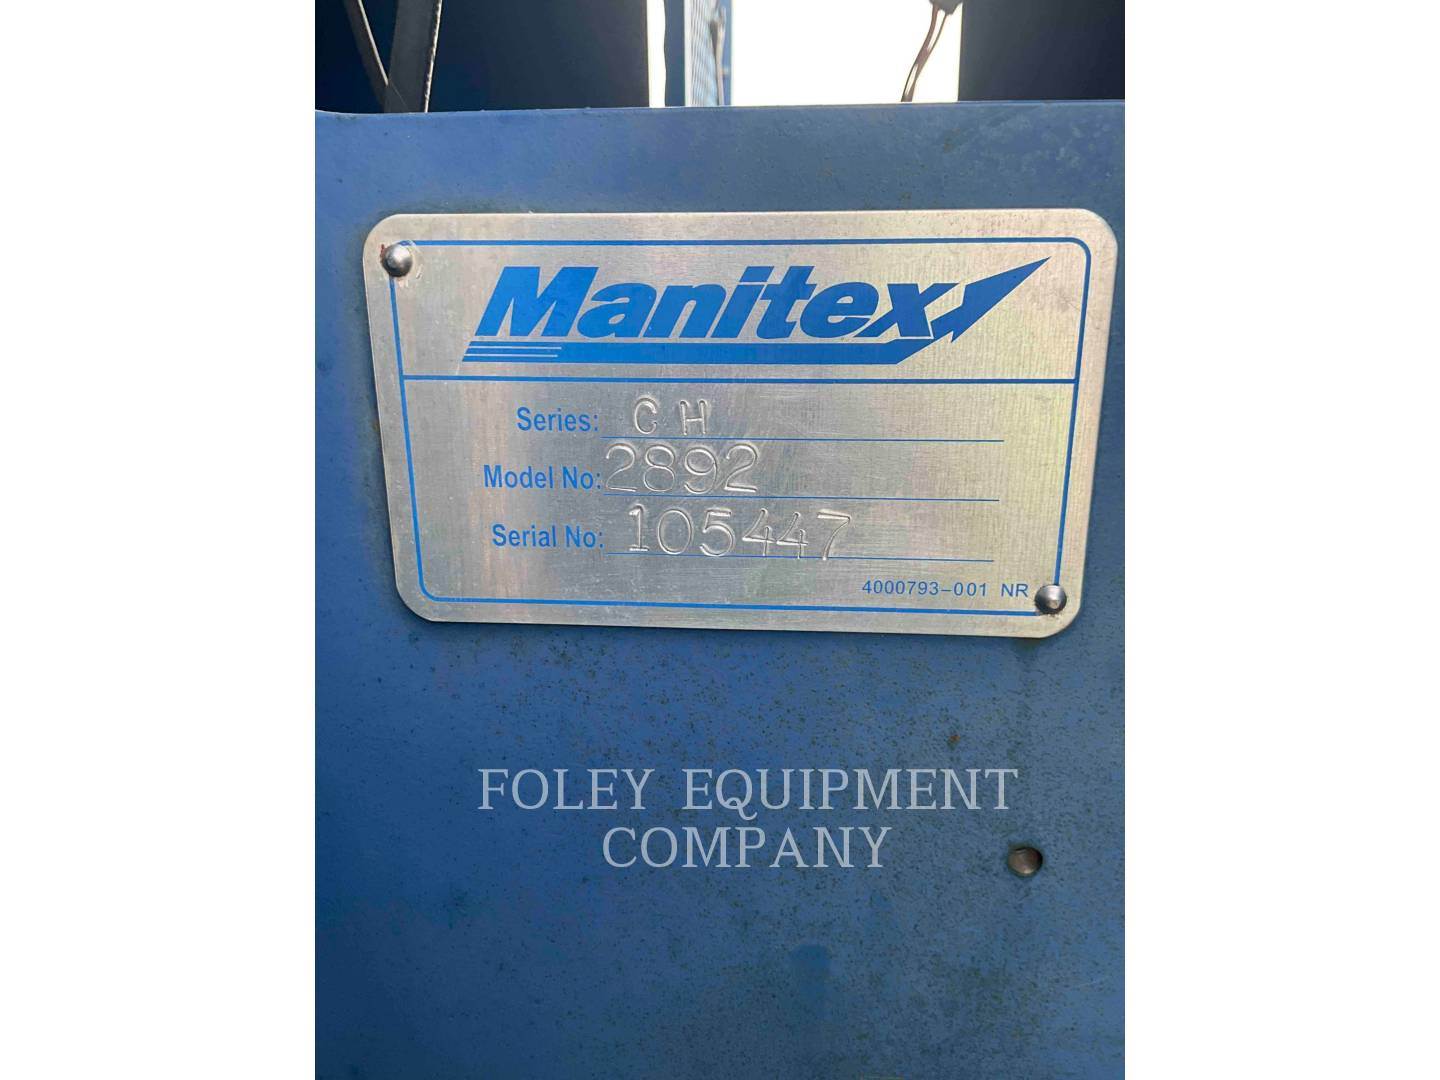 Manitex
Series: CH
Model No: 2892
Serial No: 105447
4000793-001 NR
FOLEY EQUIPMENT
COMPANY